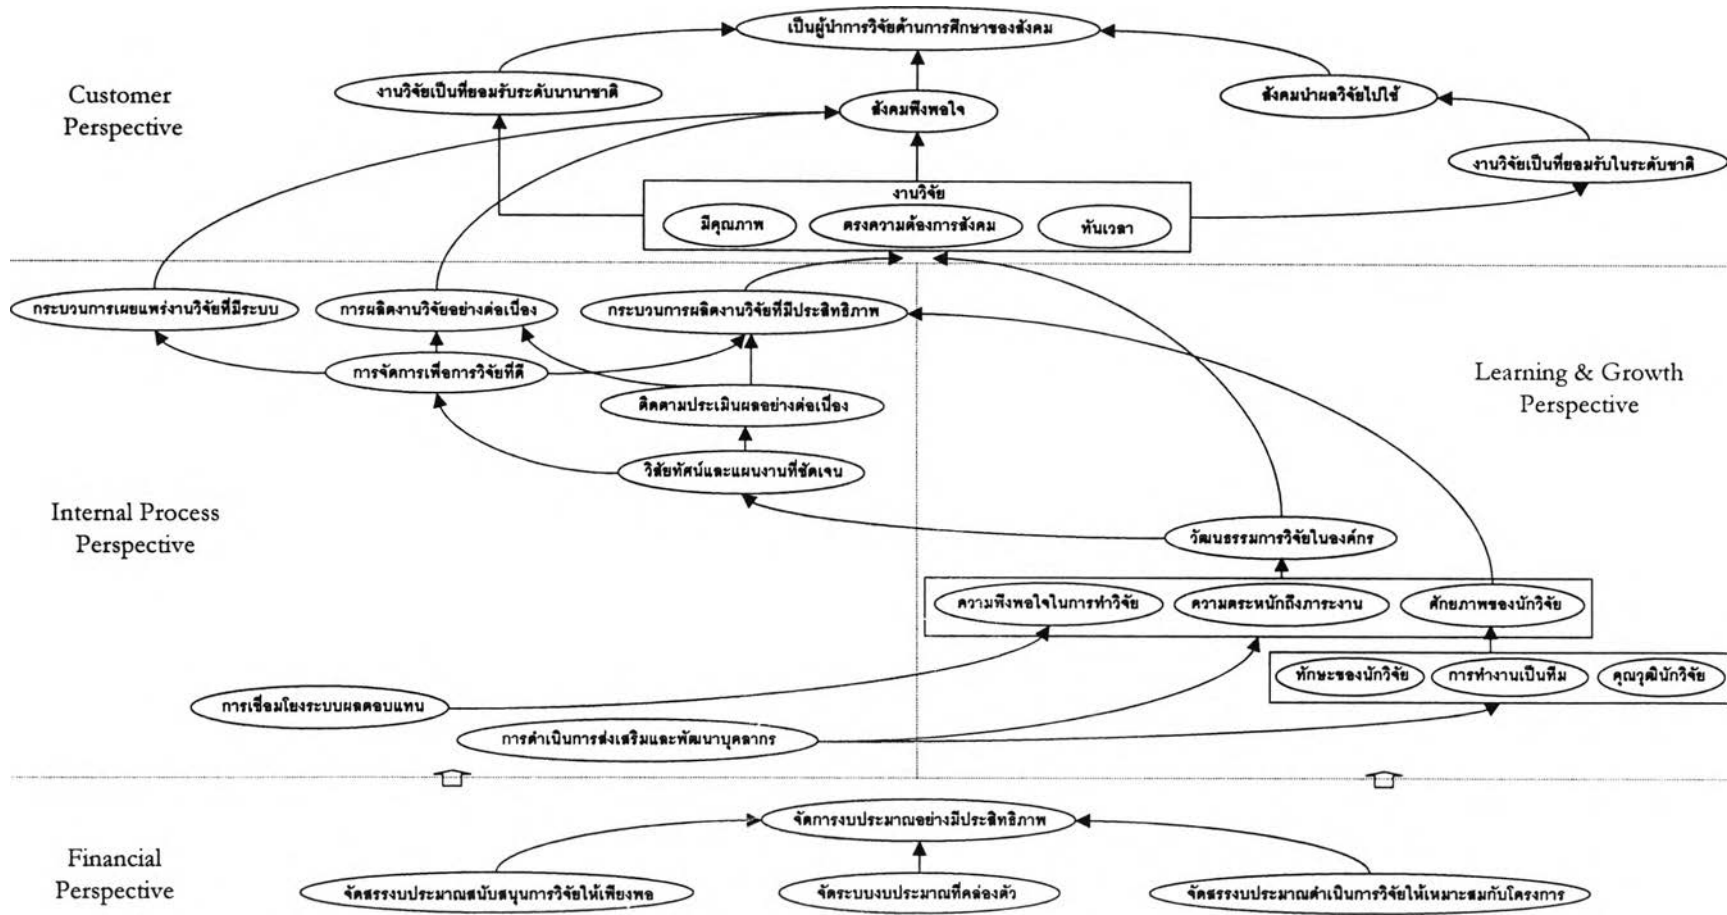 เป็นผู้นำการวิจัยด้านการศึกษาของสังคม
Customer
Perspective
งานวิจัยเป็นที่ยอมรับระดับนานาชาติ
สังคมพึงพอใจ
สังคมนำผลวิจัยไปใช้
งานวิจัยเป็นที่ยอมรับในระดับชาติ
งานวิจัย
มีคุณภาพ
ตรงความต้องการสังคม
ทันเวลา
กระบวนการเผยแพร่งานวิจัยที่มีระบบ
การผลิตงานวิจัยอย่างต่อเนื่อง
กระบวนการผลิตงานวิจัยที่มีประสิทธิภาพ
การจัดการเพื่อการวิจัยที่ดี
ติดตามประเมินผลอย่างต่อเนื่อง
Learning & Growth
Perspective
วิสัยทัศน์และแผนงานที่ชัดเจน
Internal Process
Perspective
วัฒนธรรมการวิจัยในองค์กร
ความพึงพอใจในการทำวิจัย
ความตระหนักถึงภาระงาน
ศักยภาพของนักวิจัย
ทักษะของนักวิจัย
การทำงานเป็นทีม
คุณวุฒินักวิจัย
การเชื่อมโยงระบบผลตอบแทน
การดำเนินการส่งเสริมและพัฒนาบุคลากร
จัดการงบประมาณอย่างมีประสิทธิภาพ
Financial
Perspective
จัดสรรงบประมาณสนับสนุนการวิจัยให้เพียงพอ
จัดระบบงบประมาณที่คล่องตัว
จัดสรรงบประมาณดำเนินการวิจัยให้เหมาะสมกับโครงการ